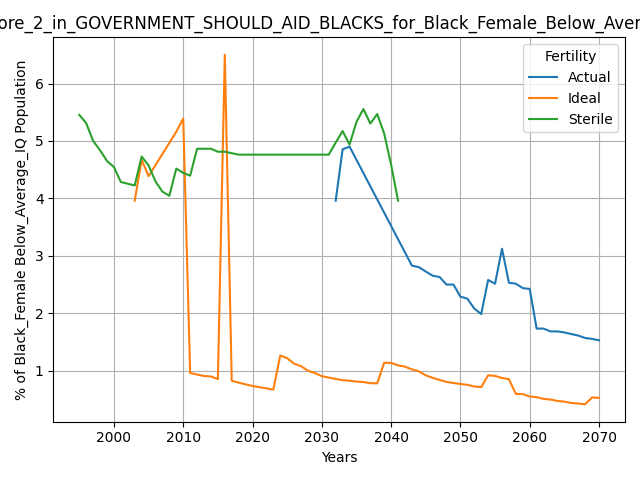 ore_2_in_GOVERNMENT_SHOULD_AID_BLACKS_for_Black_Female_Below_Aver
% of Black_Female Below_Average_IQ Population
Fertility
Actual
Ideal
Sterile
6
5
4
3
2
1
2000 2010 2020 2030 2040 2050 2060 2070
Years